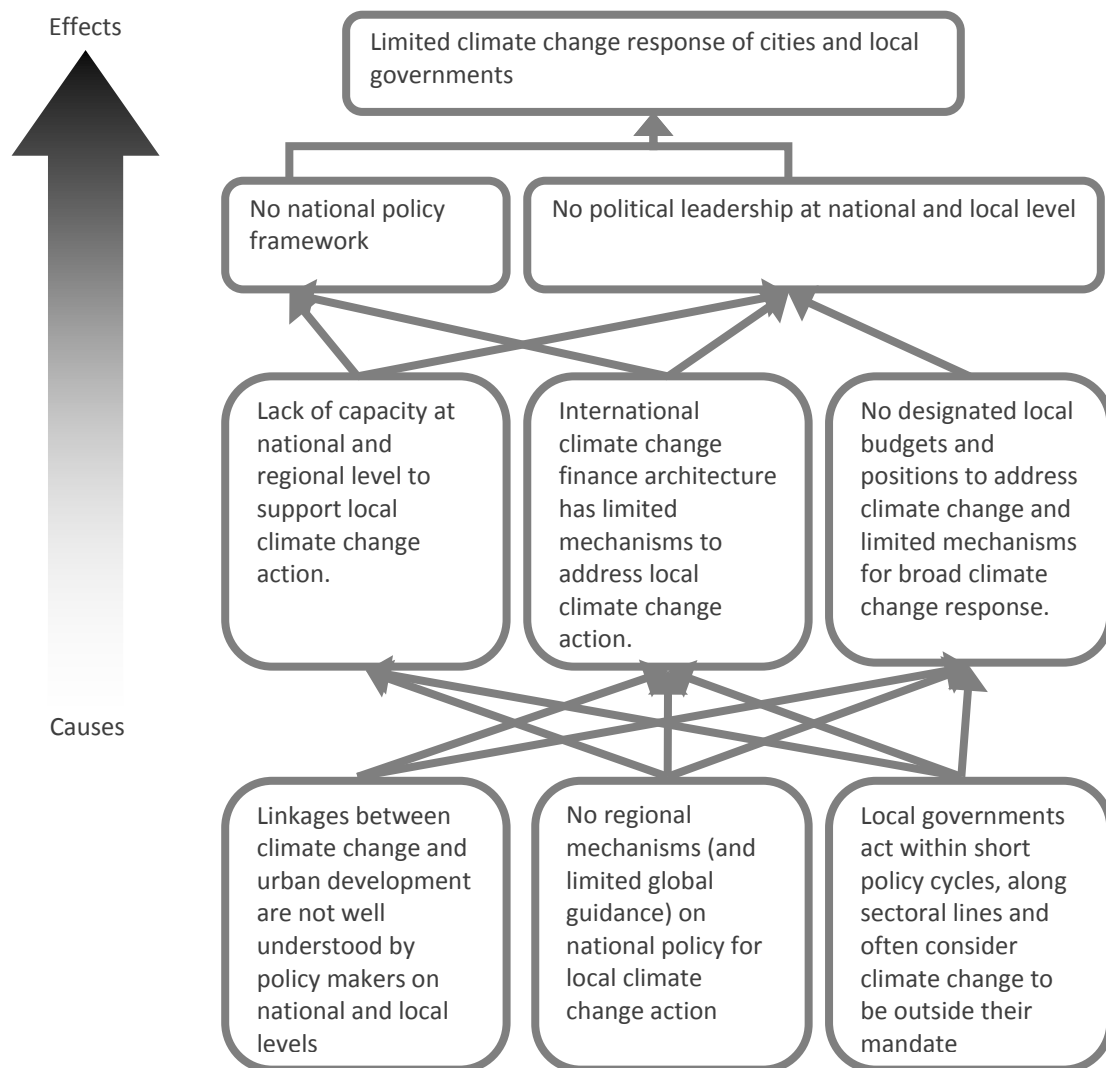 Effects
Limited climate change response of cities and local
governments
No national policy
framework
No political leadership at national and local level
Lack of capacity at
national and
regional level to
support local
climate change
action.
International
climate change
finance architecture
has limited
mechanisms to
address local
climate change
action.
No designated local
budgets and
positions to address
climate change and
limited mechanisms
for broad climate
change response.
Causes
Linkages between
climate change and
urban development
are not well
understood by
policy makers on
national and local
levels
No regional
mechanisms (and
limited global
guidance) on
national policy for
local climate
change action
Local governments
act within short
policy cycles, along
sectoral lines and
often consider
climate change to
be outside their
mandate